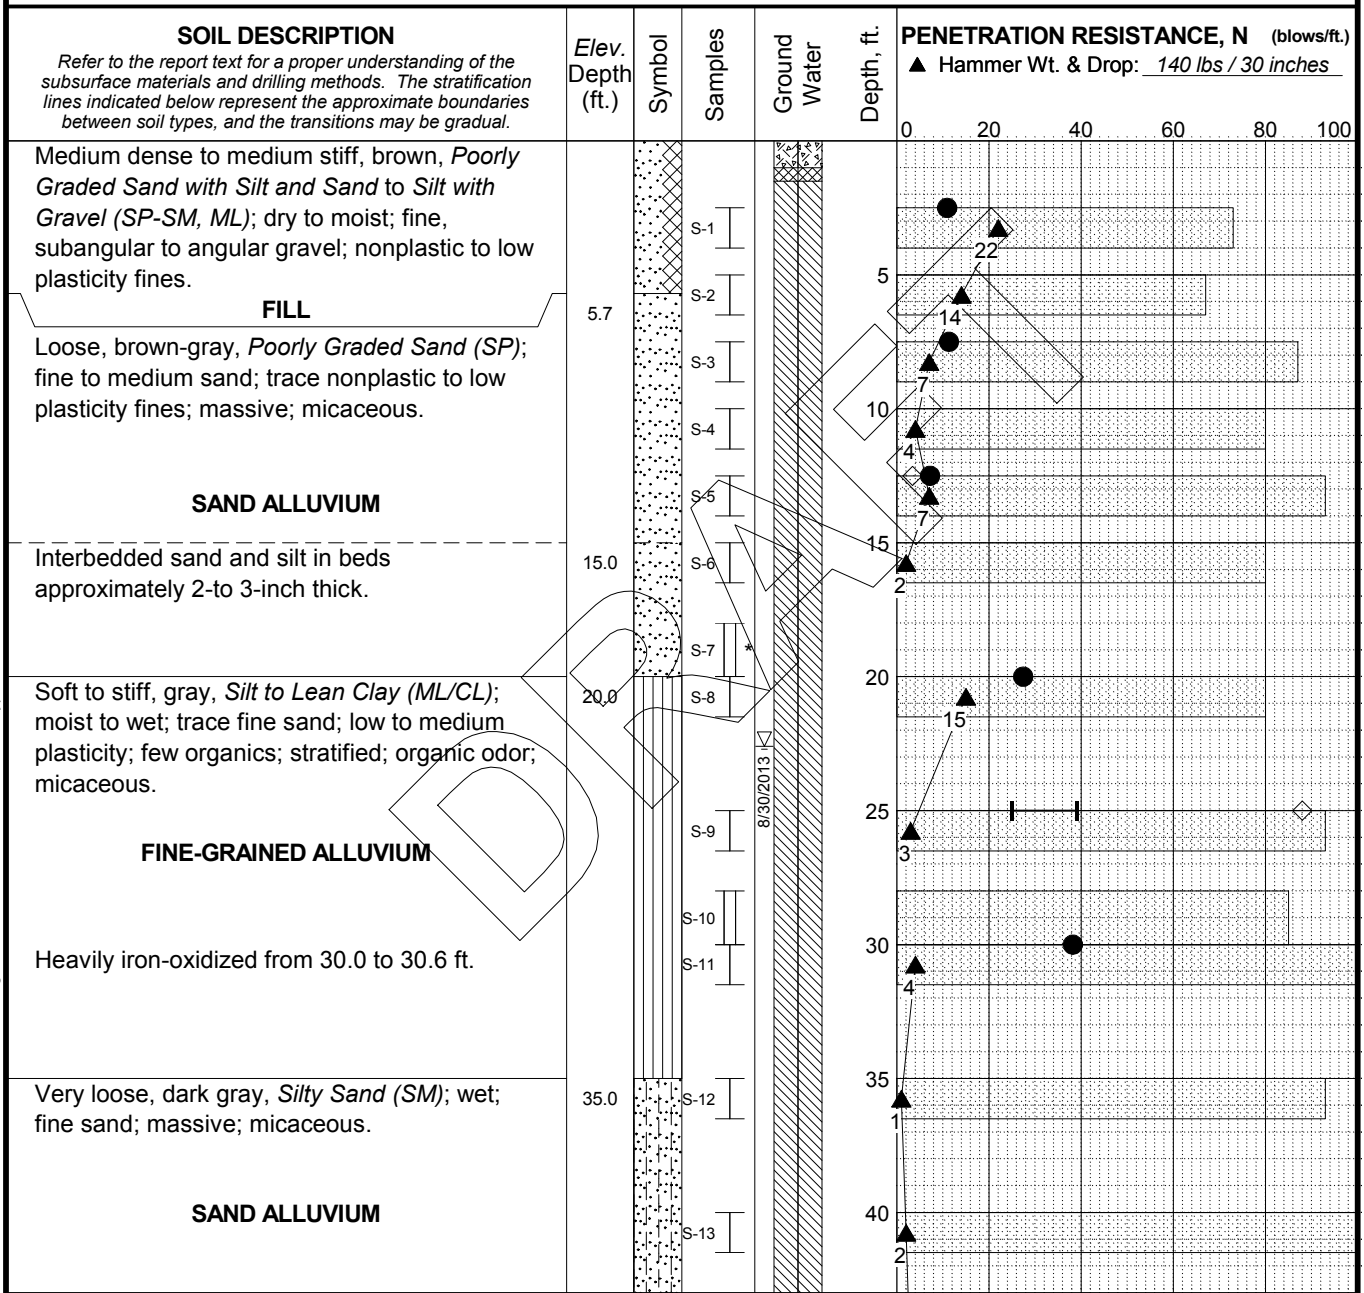 SOIL DESCRIPTION
Refer to the report text for a proper understanding of the
subsurface materials and drilling methods. The stratification
lines indicated below represent the approximate boundaries
between soil types, and the transitions may be gradual.
Elev.
Depth
(ft.)
Symbol
Samples
Ground
Water
Depth, ft.
PENETRATION RESISTANCE, N (blows/ft.)
▲ Hammer Wt. & Drop: 140 lbs / 30 inches
0 20 40 60 80 100
Medium dense to medium stiff, brown, Poorly
Graded Sand with Silt and Sand to Silt with
Gravel (SP-SM, ML); dry to moist; fine,
subangular to angular gravel; nonplastic to low
plasticity fines.
FILL
5.7
Loose, brown-gray, Poorly Graded Sand (SP);
fine to medium sand; trace nonplastic to low
plasticity fines; massive; micaceous.
SAND ALLUVIUM
Interbedded sand and silt in beds
approximately 2-to 3-inch thick.
15.0
Soft to stiff, gray, Silt to Lean Clay (ML/CL);
moist to wet; trace fine sand; low to medium
plasticity; few organics; stratified; organic odor;
micaceous.
20.0
FINE-GRAINED ALLUVIUM
Heavily iron-oxidized from 30.0 to 30.6 ft.
Very loose, dark gray, Silty Sand (SM); wet;
fine sand; massive; micaceous.
35.0
SAND ALLUVIUM
S-1
S-2
S-3
S-4
S-5
S-6
S-7 *
S-8
S-9
S-10
S-11
S-12
S-13
8/30/2013
5
10
15
20
25
30
35
40
22
14
7
4
7
2
15
3
4
1
2
DRAFT